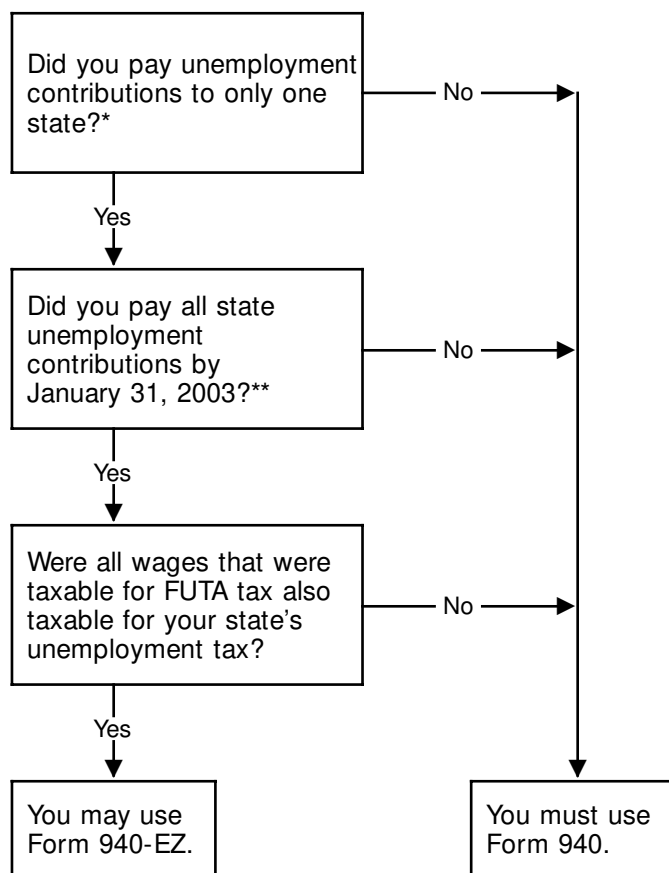 Did you pay unemployment
contributions to only one
state?*
No
Yes
Did you pay all state
unemployment
contributions by
January 31, 2003?**
No
Yes
Were all wages that were
taxable for FUTA tax also
taxable for your state's
unemployment tax?
No
Yes
You may use
Form 940-EZ.
You must use
Form 940.